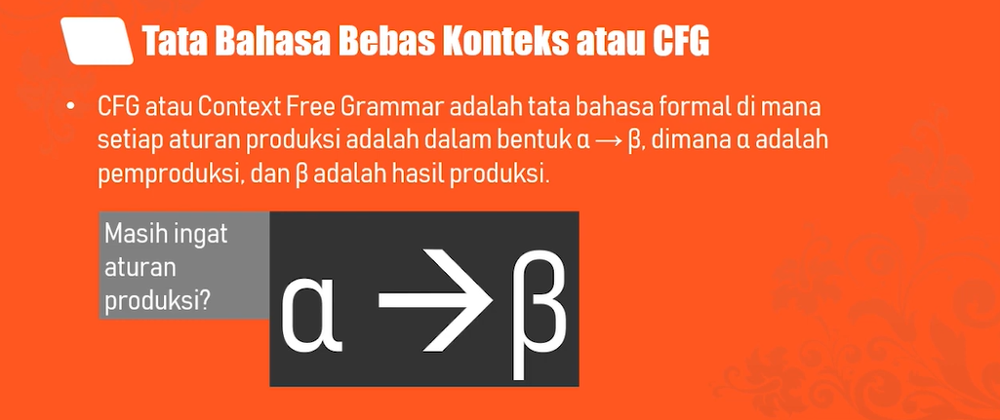 Tata Bahasa Bebas Konteks atau CFG
• CFG atau Context Free Grammar adalah tata bahasa formal di mana
setiap aturan produksi adalah dalam bentuk α → β, dimana α adalah
pemproduksi, dan β adalah hasil produksi.
Masih ingat
aturan
produksi?
α → β